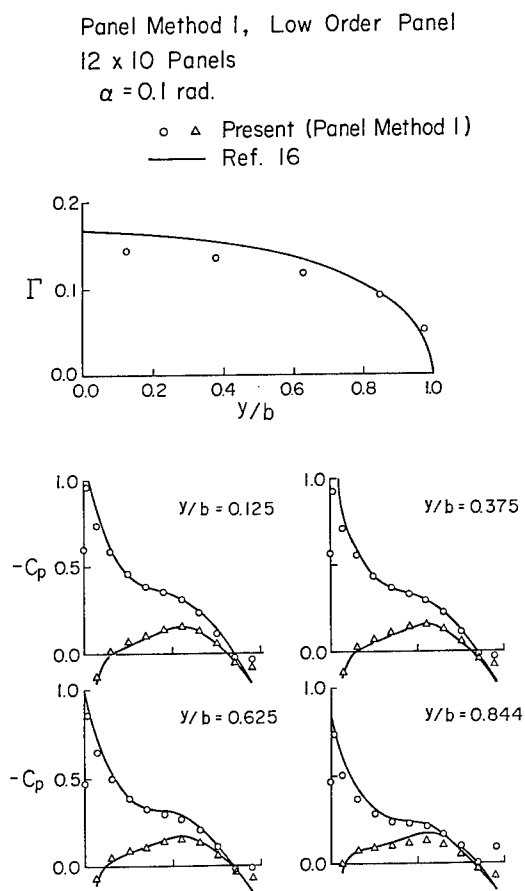 Panel Method 1, Low Order Panel
12 x 10 Panels
α = 0.1 rad.
○ △ Present (Panel Method 1)
—— Ref. 16
0.2
Γ 0.1
0.0
0.0 0.2 0.4 0.6 0.8 1.0
y/b
1.0
y/b = 0.125
-Cp 0.5
0.0
1.0
y/b = 0.375
0.5
0.0
1.0
y/b = 0.625
-Cp 0.5
0.0
1.0
y/b = 0.844
0.5
0.0